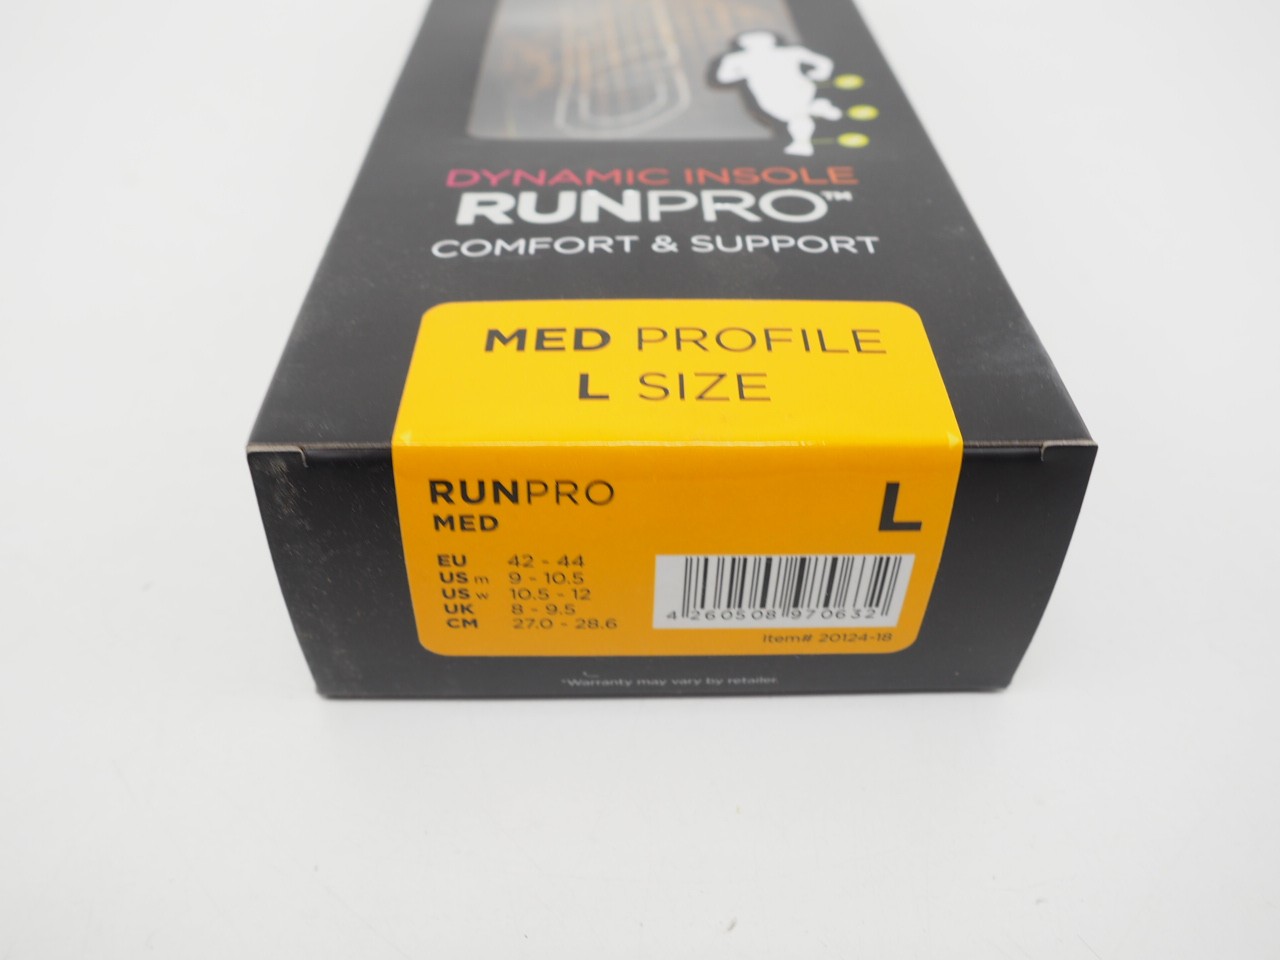 DYNAMIC INSOLE
RUNPRO™
COMFORT & SUPPORT
MED PROFILE
L SIZE
RUNPRO
MED
L
EU 42 - 44
US m 9 - 10.5
US w 10.5 - 12
UK 8 - 9.5
CM 27.0 - 28.6
4 260508 970632
Item# 20124-18
*Warranty may vary by retailer.